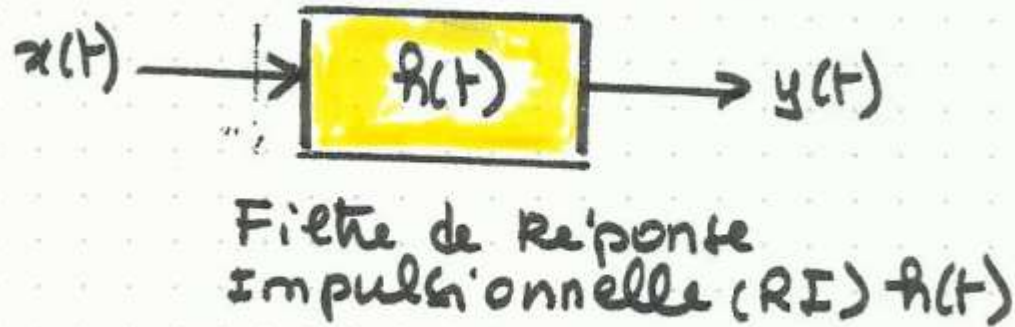 x(t) h(t) y(t)
Filtre de Réponse
Impulsionnelle (RI) h(t)